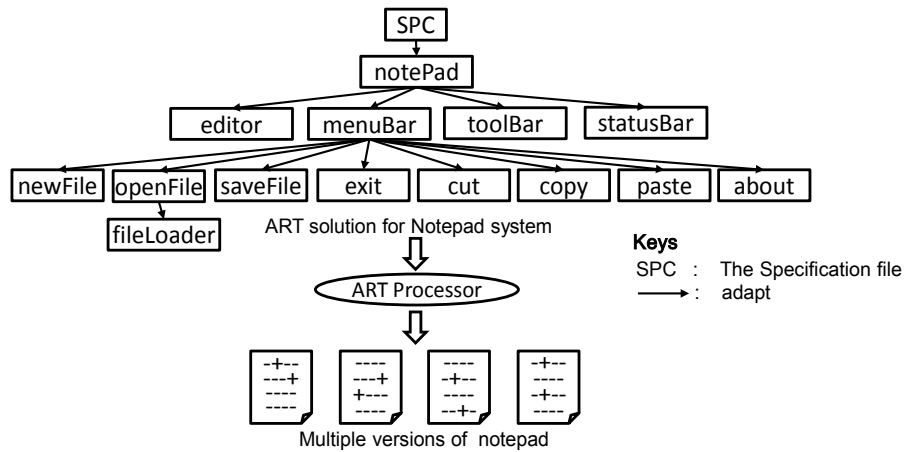 SPC
notePad
editor menuBar toolBar statusBar
newFile openFile saveFile exit cut copy paste about
fileLoader
ART solution for Notepad system
Keys
SPC : The Specification file
: adapt
ART Processor
-+-- ---- ---- -+--
---+ ---+ -+-- ----
---- +--- ---- -+--
---- ---- --+- ----
Multiple versions of notepad